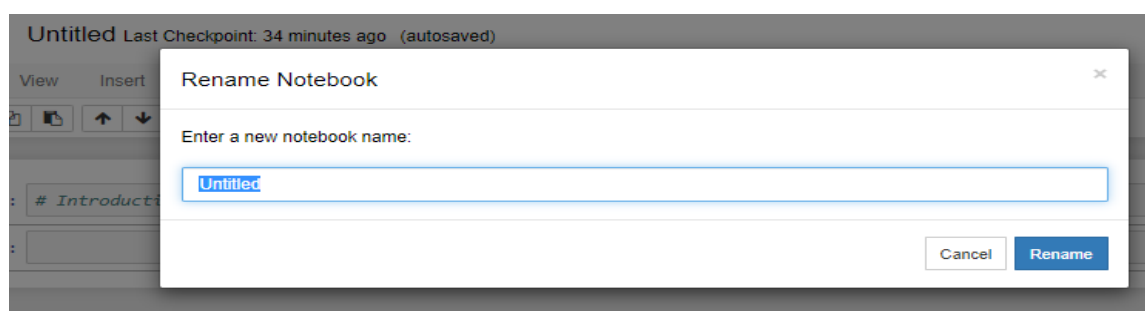 Untitled Last Checkpoint: 34 minutes ago (autosaved)
View Insert
Rename Notebook ×
Enter a new notebook name:
Untitled
: # Introducti
:
Cancel Rename